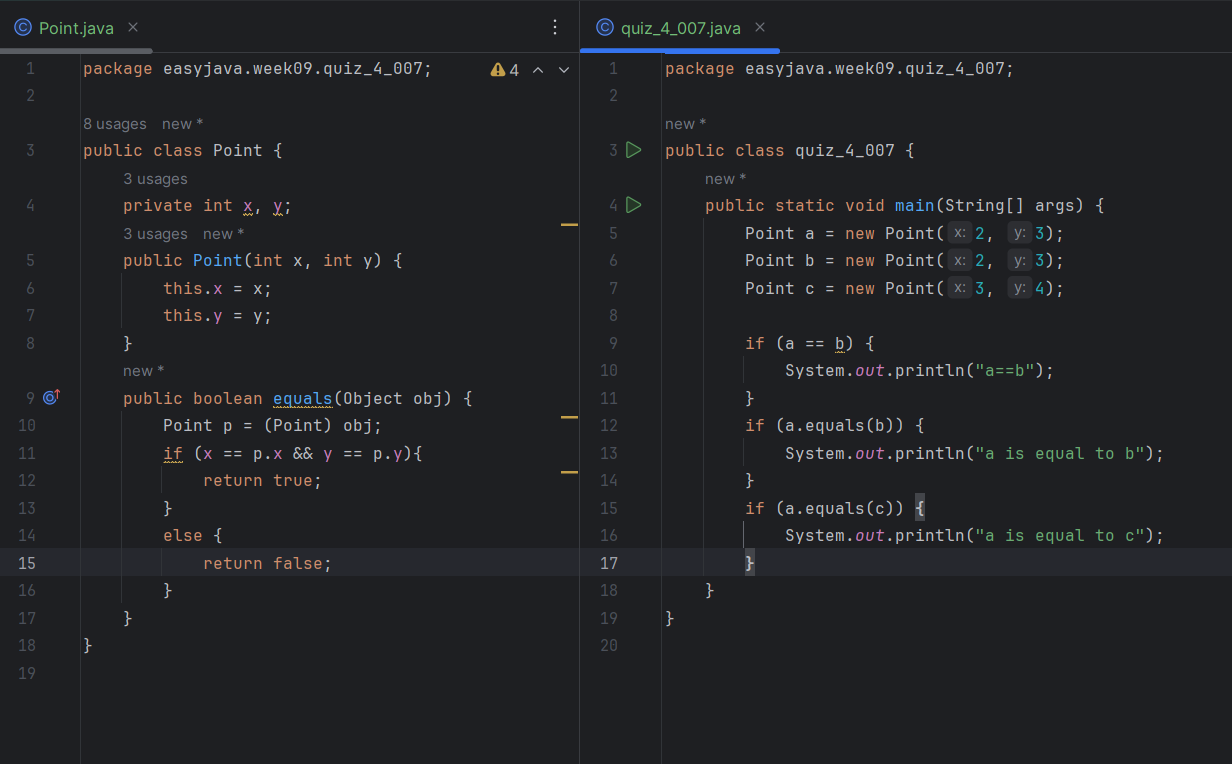 Point.java
package easyjava.week09.quiz_4_007;
4
8 usages new *
public class Point {
3 usages
private int x, y;
3 usages new *
public Point(int x, int y) {
this.x = x;
this.y = y;
}
new *
public boolean equals(Object obj) {
Point p = (Point) obj;
if (x == p.x && y == p.y){
return true;
}
else {
return false;
}
}
}
1
2
3
4
5
6
7
8
9
10
11
12
13
14
15
16
17
18
19
quiz_4_007.java
package easyjava.week09.quiz_4_007;
new *
public class quiz_4_007 {
new *
public static void main(String[] args) {
Point a = new Point( x: 2, y: 3);
Point b = new Point( x: 2, y: 3);
Point c = new Point( x: 3, y: 4);
if (a == b) {
System.out.println("a==b");
}
if (a.equals(b)) {
System.out.println("a is equal to b");
}
if (a.equals(c)) {
System.out.println("a is equal to c");
}
}
}
1
2
3
4
5
6
7
8
9
10
11
12
13
14
15
16
17
18
19
20